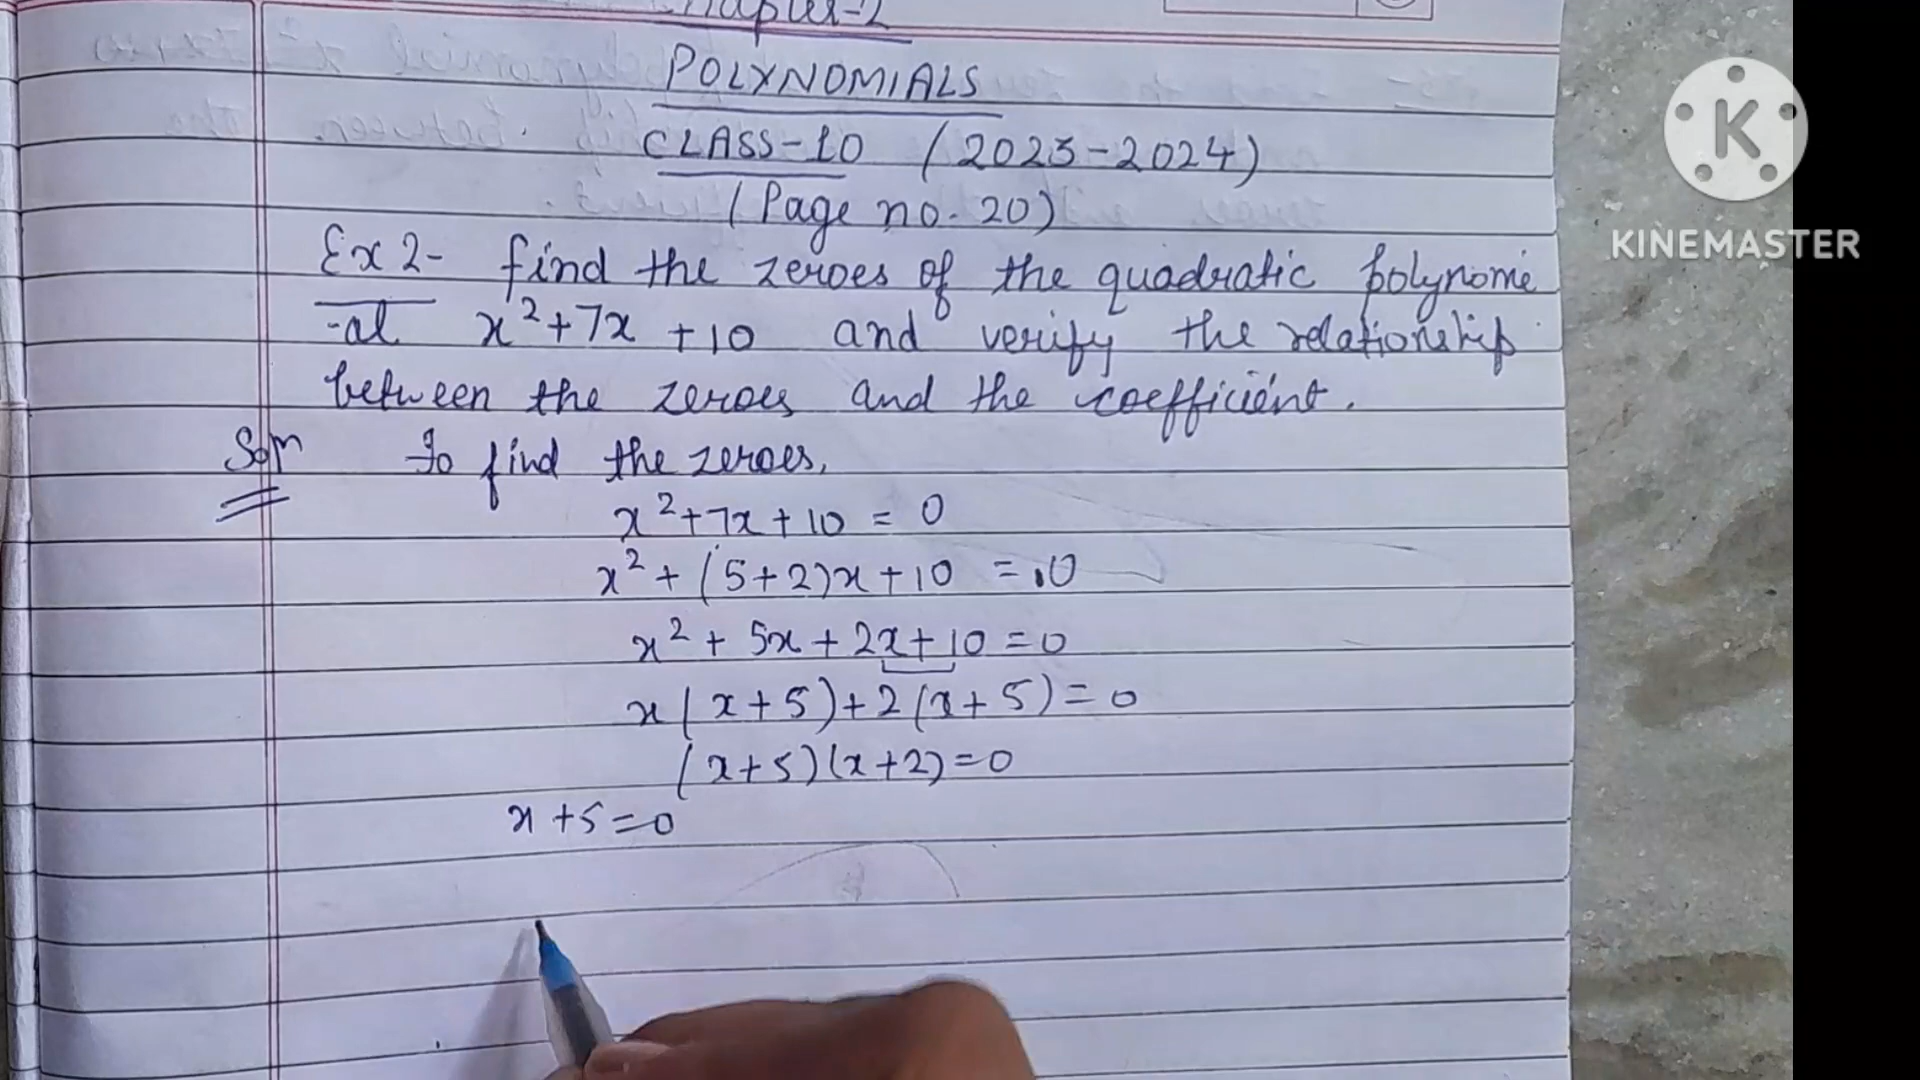 Chapter-2
POLYNOMIALS
CLASS-10 (2023-2024)
(Page no. 20)
Ex 2- find the zeroes of the quadratic polynomi
-al x²+7x+10 and verify the relationship
between the zeroes and the coefficient.
Soln To find the zeroes,
x²+7x+10 = 0
x² + (5+2)x+10 = 0
x² + 5x + 2x+10 = 0
x(x+5)+2(x+5)=0
(x+5)(x+2)=0
x+5=0
K
KINEMASTER